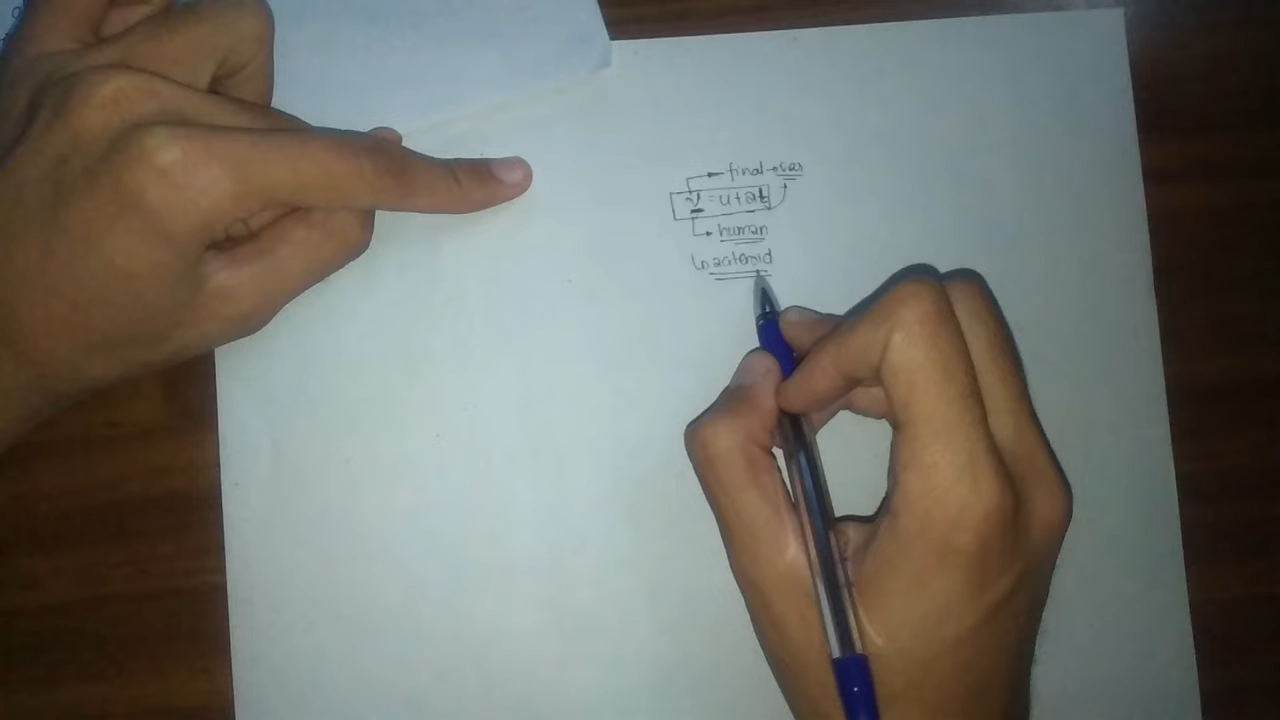 final →
v = u + at
human
↳ asteroid